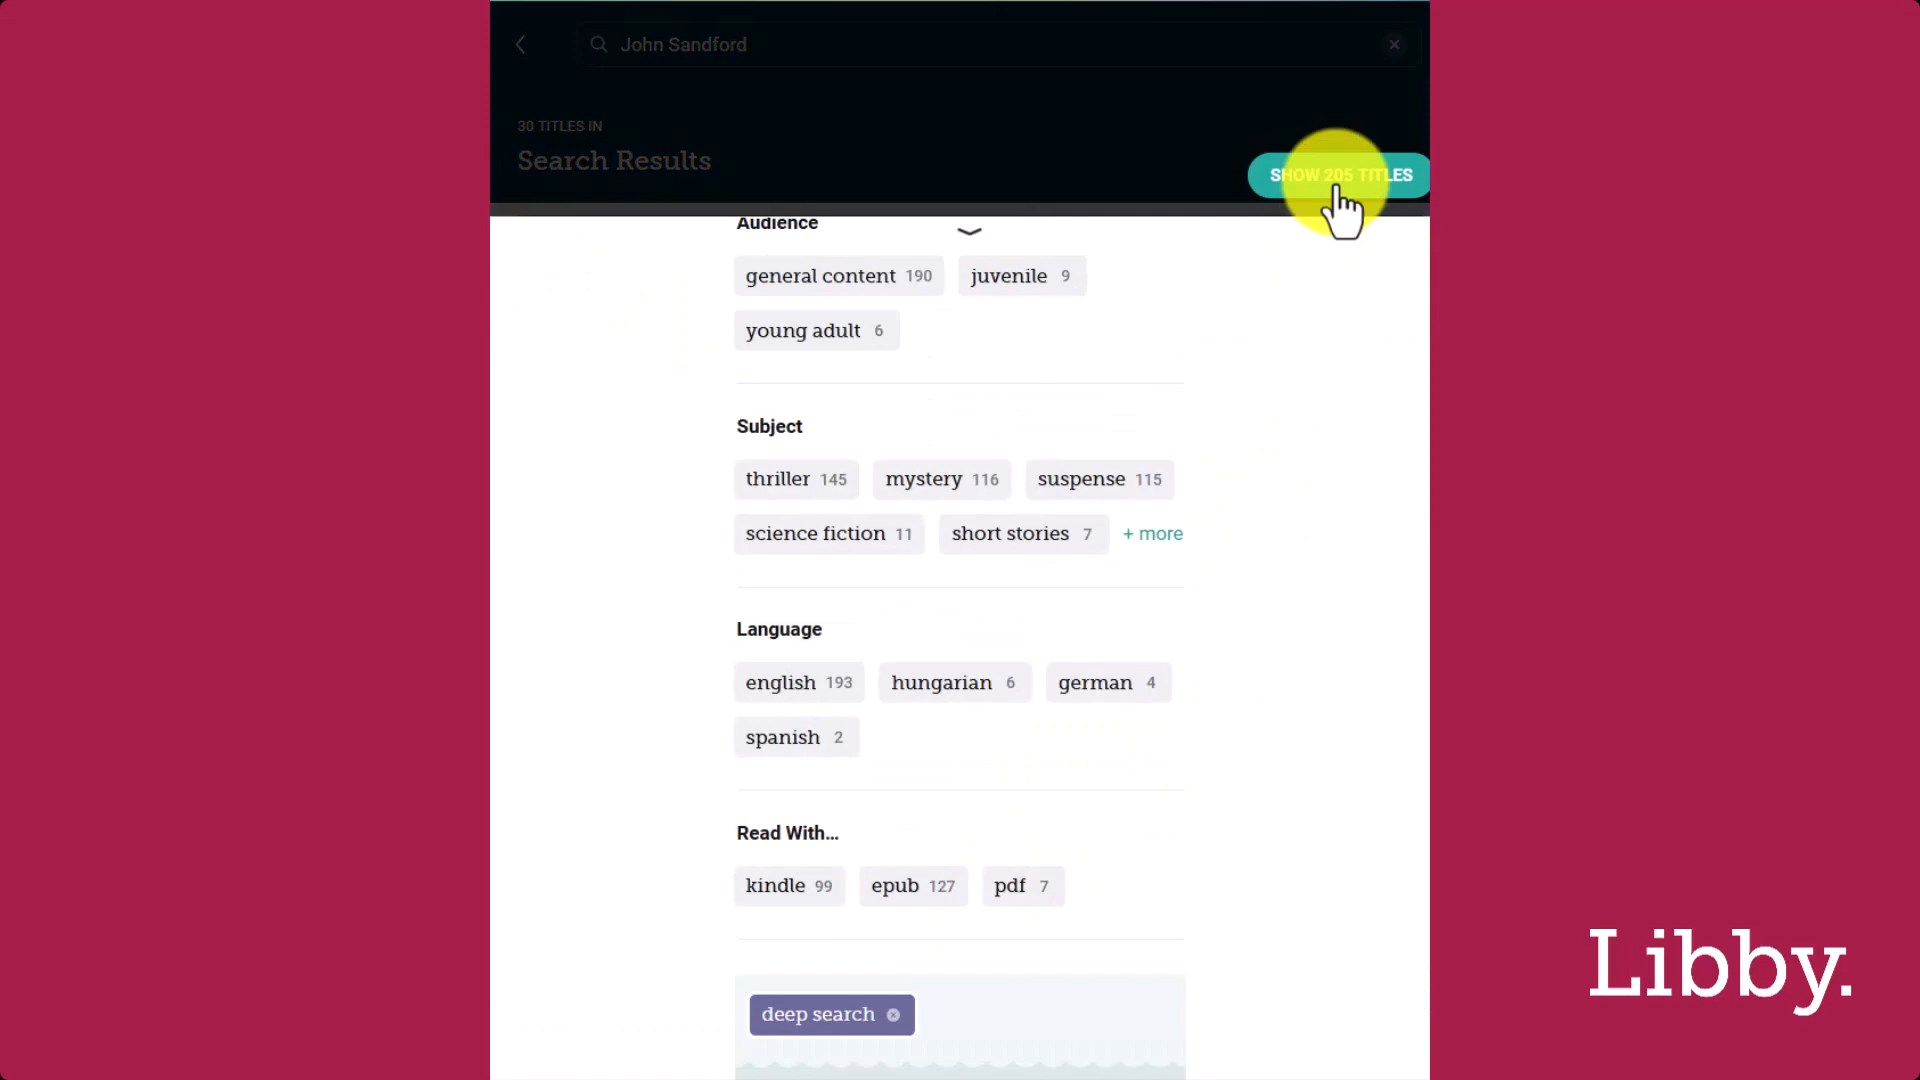 John Sandford
30 TITLES IN
Search Results
SHOW 205 TITLES
Audience
general content 190 juvenile 9
young adult 6
Subject
thriller 145 mystery 116 suspense 115
science fiction 11 short stories 7 + more
Language
english 193 hungarian 6 german 4
spanish 2
Read With...
kindle 99 epub 127 pdf 7
deep search
Libby.